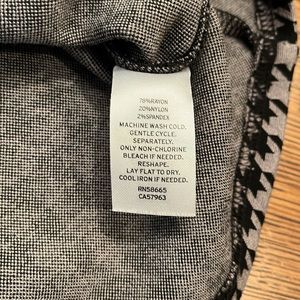 78%RAYON
20%NYLON
2%SPANDEX
MACHINE WASH COLD.
GENTLE CYCLE.
SEPARATELY.
ONLY NON-CHLORINE
BLEACH IF NEEDED.
RESHAPE.
LAY FLAT TO DRY.
COOL IRON IF NEEDED.
RN58665
CA57963